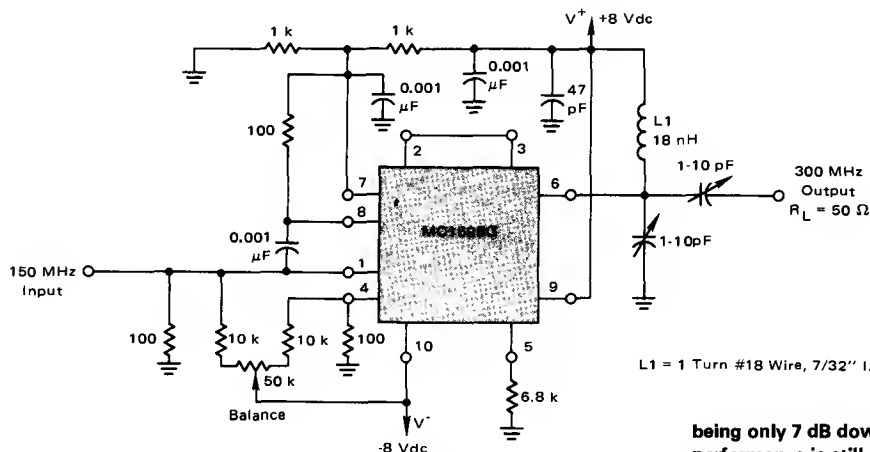 V+ +8 Vdc
1 k
1 k
0.001 μF
0.001 μF
47 pF
100
L1
18 nH
2
3
1-10 pF
300 MHz
Output
R_L = 50 Ω
7
6
8
MC1596G
0.001 μF
1-10pF
150 MHz
Input
1
4
9
100
10 k
10 k
100
10
5
50 k
Balance
6.8 k
V-
-8 Vdc
L1 = 1 Turn #18 Wire, 7/32" I.
being only 7 dB dow